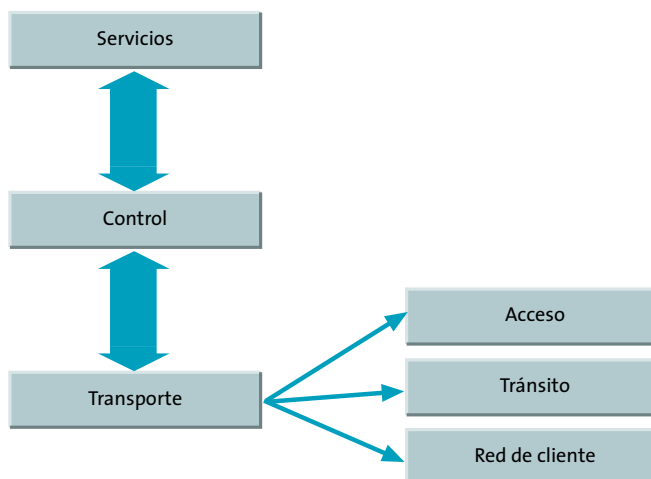 Servicios
Control
Transporte
Acceso
Tránsito
Red de cliente